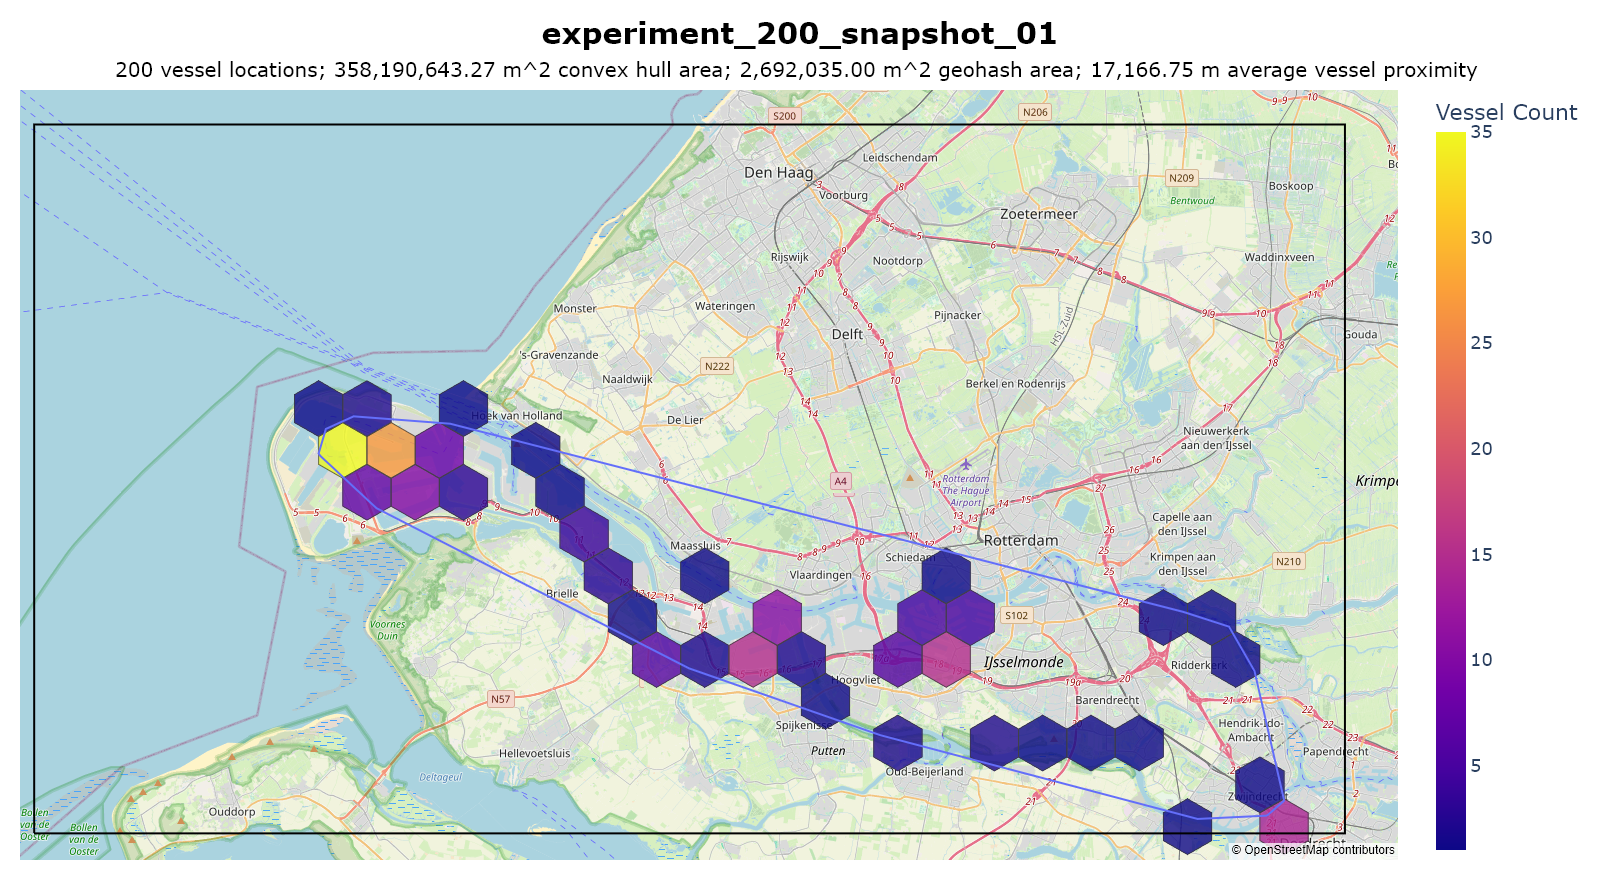 experiment_200_snapshot_01
200 vessel locations; 358,190,643.27 m^2 convex hull area; 2,692,035.00 m^2 geohash area; 17,166.75 m average vessel proximity
Vessel Count
35
30
25
20
15
10
5
S200
N206
Leidschendam
Den Haag
Voorburg
N209
Boskoop
Bentwoud
Zoetermeer
Rijswijk
Nootdorp
Waddinxveen
Monster
Wateringen
Pijnacker
Delft
HSL-Zuid
Gouda
's-Gravenzande
N222
Naaldwijk
Berkel en Rodenrijs
Hoek van Holland
De Lier
Nieuwerkerk
aan den IJssel
A4
Rotterdam
The Hague
Airport
Capelle aan
den IJssel
Rotterdam
Maassluis
Schiedam
Krimpen aan
den IJssel
N210
Vlaardingen
Brielle
S102
Voornes
Duin
IJsselmonde
Ridderkerk
Hoogvliet
N57
Barendrecht
Spijkenisse
Hendrik-Ido-
Ambacht
Hellevoetsluis
Putten
Papendrecht
Deltageul
Oud-Beijerland
Zwijndrecht
Ouddorp
Bollen
van de
Ooster
Bollen
van de
Ooster
© OpenStreetMap contributors